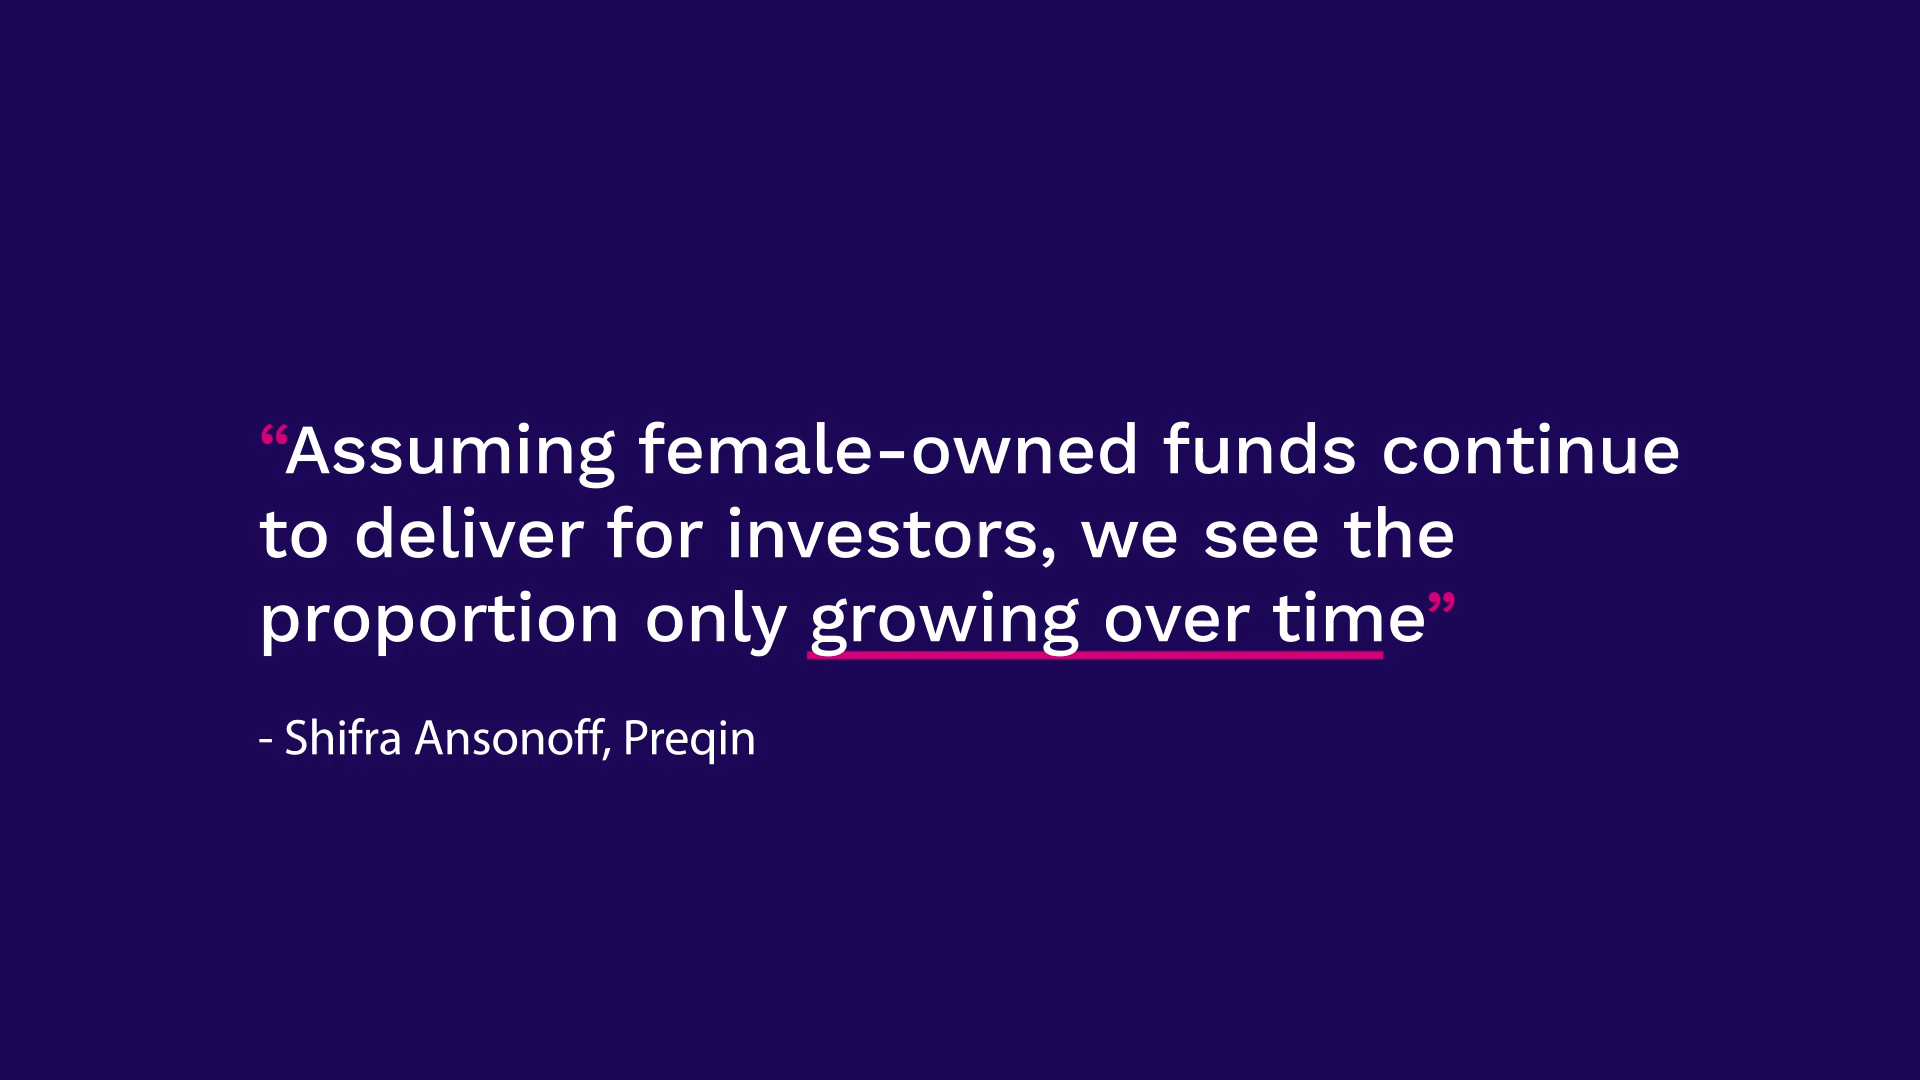 “Assuming female-owned funds continue
to deliver for investors, we see the
proportion only growing over time”
- Shifra Ansonoff, Preqin